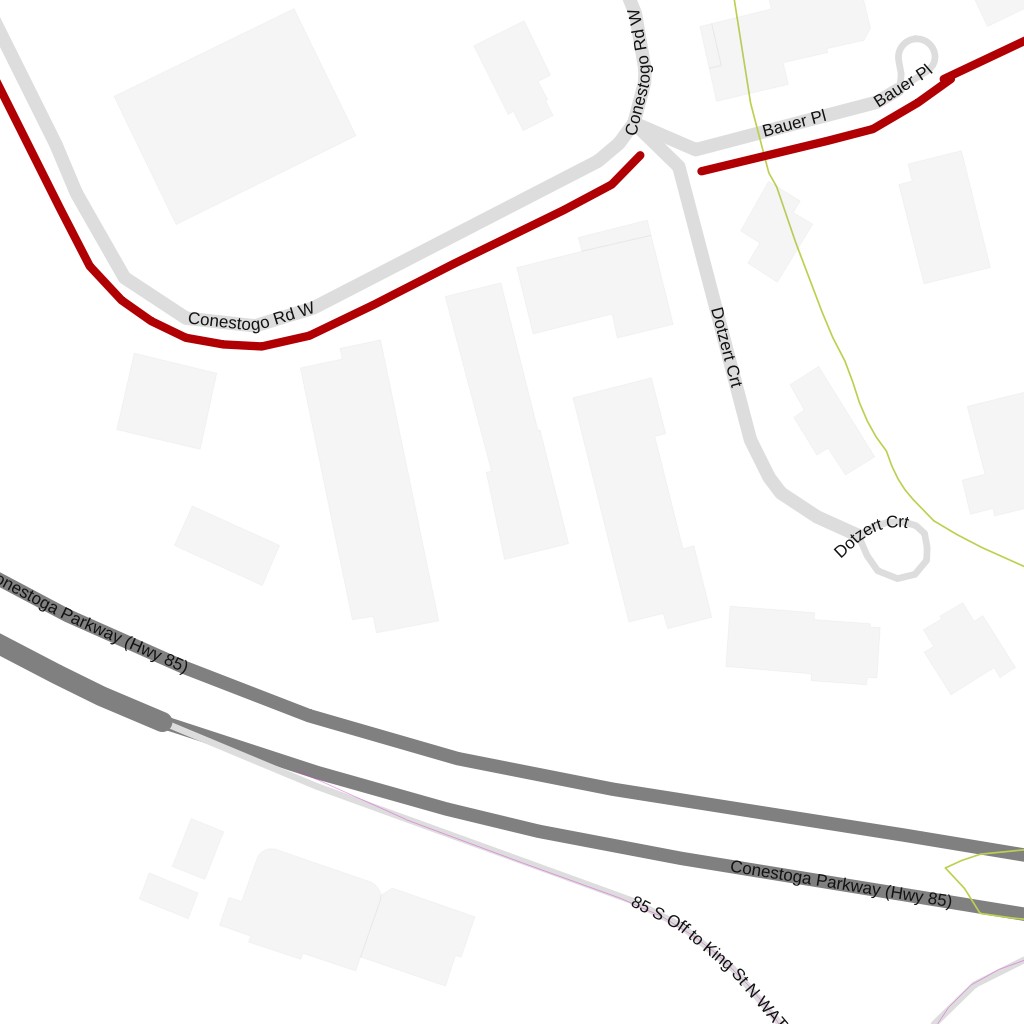 Conestogo Rd W
Bauer Pl
Bauer Pl
Conestogo Rd W
Dotzert Crt
Dotzert Crt
onestoga Parkway (Hwy 85)
Conestoga Parkway (Hwy 85)
85 S Off to King St N WAT